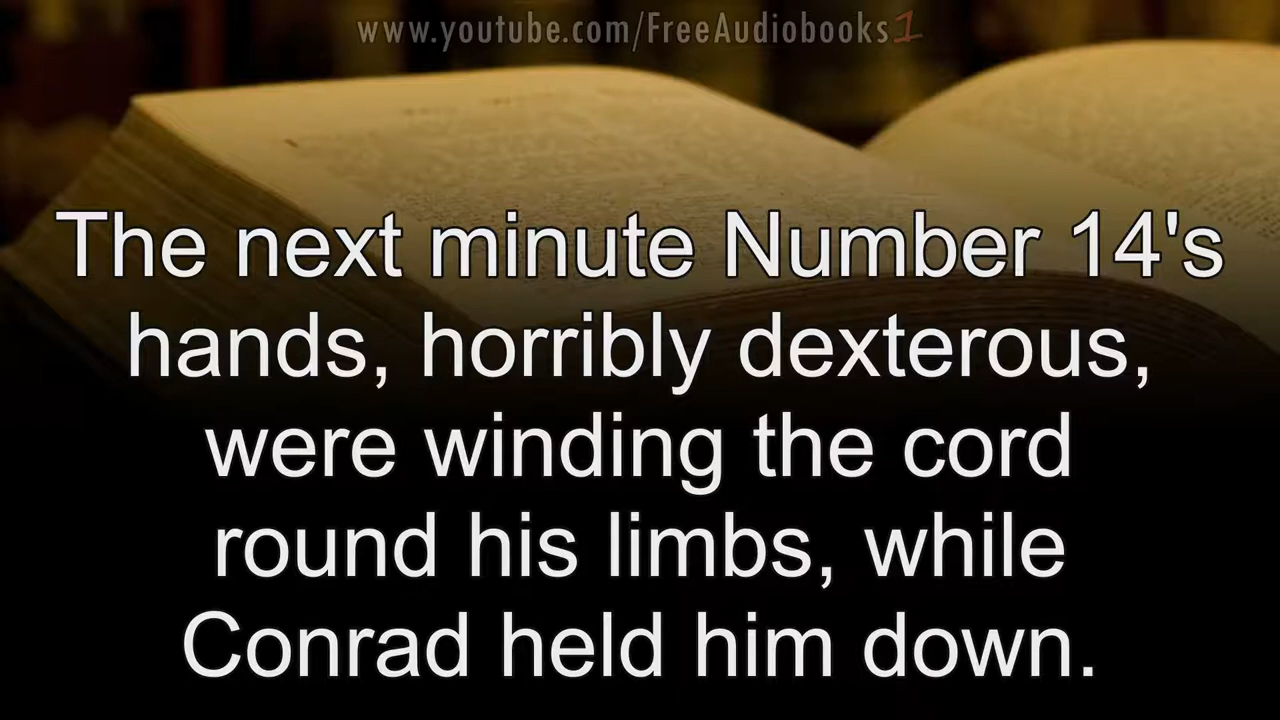 www.youtube.com/FreeAudiobooks1
The next minute Number 14's
hands, horribly dexterous,
were winding the cord
round his limbs, while
Conrad held him down.